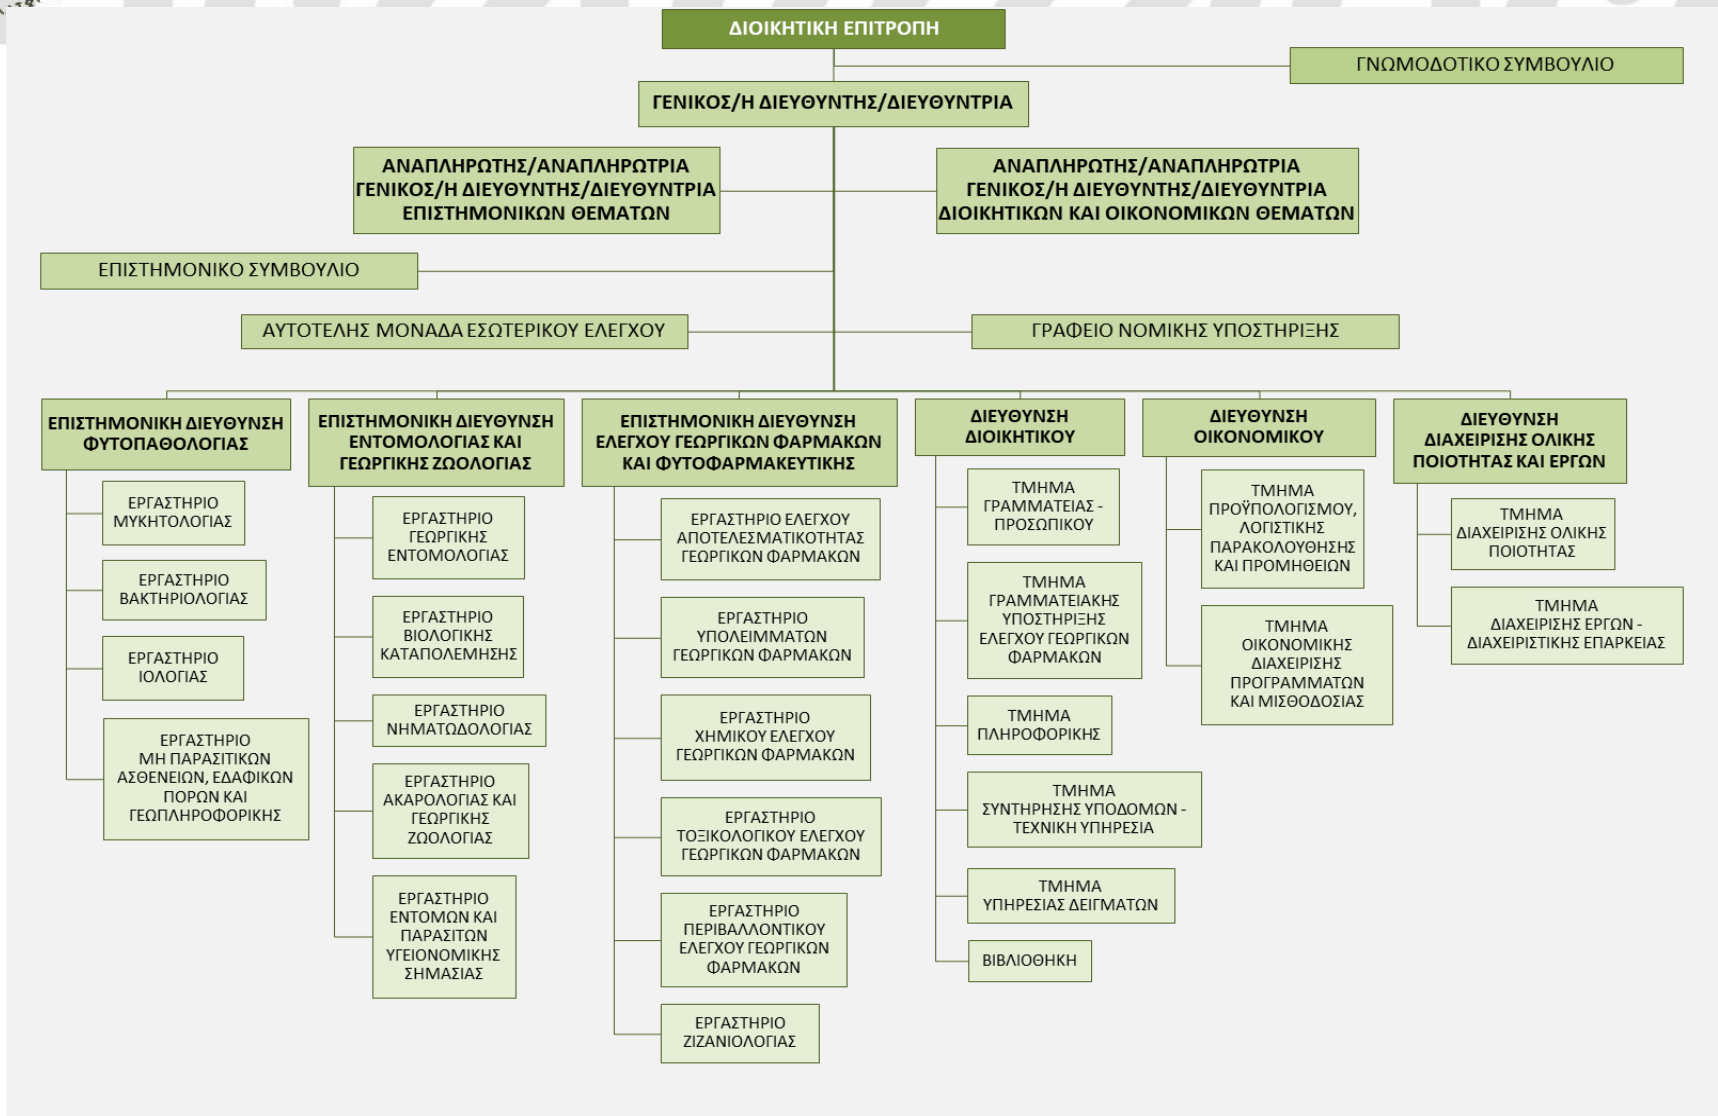 ΔΙΟΙΚΗΤΙΚΗ ΕΠΙΤΡΟΠΗ
ΓΝΩΜΟΔΟΤΙΚΟ ΣΥΜΒΟΥΛΙΟ
ΓΕΝΙΚΟΣ/Η ΔΙΕΥΘΥΝΤΗΣ/ΔΙΕΥΘΥΝΤΡΙΑ
ΑΝΑΠΛΗΡΩΤΗΣ/ΑΝΑΠΛΗΡΩΤΡΙΑ
ΓΕΝΙΚΟΣ/Η ΔΙΕΥΘΥΝΤΗΣ/ΔΙΕΥΘΥΝΤΡΙΑ
ΕΠΙΣΤΗΜΟΝΙΚΩΝ ΘΕΜΑΤΩΝ
ΑΝΑΠΛΗΡΩΤΗΣ/ΑΝΑΠΛΗΡΩΤΡΙΑ
ΓΕΝΙΚΟΣ/Η ΔΙΕΥΘΥΝΤΗΣ/ΔΙΕΥΘΥΝΤΡΙΑ
ΔΙΟΙΚΗΤΙΚΩΝ ΚΑΙ ΟΙΚΟΝΟΜΙΚΩΝ ΘΕΜΑΤΩΝ
ΕΠΙΣΤΗΜΟΝΙΚΟ ΣΥΜΒΟΥΛΙΟ
ΑΥΤΟΤΕΛΗΣ ΜΟΝΑΔΑ ΕΣΩΤΕΡΙΚΟΥ ΕΛΕΓΧΟΥ
ΓΡΑΦΕΙΟ ΝΟΜΙΚΗΣ ΥΠΟΣΤΗΡΙΞΗΣ
ΕΠΙΣΤΗΜΟΝΙΚΗ ΔΙΕΥΘΥΝΣΗ
ΦΥΤΟΠΑΘΟΛΟΓΙΑΣ
ΕΡΓΑΣΤΗΡΙΟ
ΜΥΚΗΤΟΛΟΓΙΑΣ
ΕΡΓΑΣΤΗΡΙΟ
ΒΑΚΤΗΡΙΟΛΟΓΙΑΣ
ΕΡΓΑΣΤΗΡΙΟ
ΙΟΛΟΓΙΑΣ
ΕΡΓΑΣΤΗΡΙΟ
ΜΗ ΠΑΡΑΣΙΤΙΚΩΝ
ΑΣΘΕΝΕΙΩΝ, ΕΔΑΦΙΚΩΝ
ΠΟΡΩΝ ΚΑΙ
ΓΕΩΠΛΗΡΟΦΟΡΙΚΗΣ
ΕΠΙΣΤΗΜΟΝΙΚΗ ΔΙΕΥΘΥΝΣΗ
ΕΝΤΟΜΟΛΟΓΙΑΣ ΚΑΙ
ΓΕΩΡΓΙΚΗΣ ΖΩΟΛΟΓΙΑΣ
ΕΡΓΑΣΤΗΡΙΟ
ΓΕΩΡΓΙΚΗΣ
ΕΝΤΟΜΟΛΟΓΙΑΣ
ΕΡΓΑΣΤΗΡΙΟ
ΒΙΟΛΟΓΙΚΗΣ
ΚΑΤΑΠΟΛΕΜΗΣΗΣ
ΕΡΓΑΣΤΗΡΙΟ
ΝΗΜΑΤΩΔΟΛΟΓΙΑΣ
ΕΡΓΑΣΤΗΡΙΟ
ΑΚΑΡΟΛΟΓΙΑΣ ΚΑΙ
ΓΕΩΡΓΙΚΗΣ
ΖΩΟΛΟΓΙΑΣ
ΕΡΓΑΣΤΗΡΙΟ
ΕΝΤΟΜΩΝ ΚΑΙ
ΠΑΡΑΣΙΤΩΝ
ΥΓΕΙΟΝΟΜΙΚΗΣ
ΣΗΜΑΣΙΑΣ
ΕΠΙΣΤΗΜΟΝΙΚΗ ΔΙΕΥΘΥΝΣΗ
ΕΛΕΓΧΟΥ ΓΕΩΡΓΙΚΩΝ ΦΑΡΜΑΚΩΝ
ΚΑΙ ΦΥΤΟΦΑΡΜΑΚΕΥΤΙΚΗΣ
ΕΡΓΑΣΤΗΡΙΟ ΕΛΕΓΧΟΥ
ΑΠΟΤΕΛΕΣΜΑΤΙΚΟΤΗΤΑΣ
ΓΕΩΡΓΙΚΩΝ ΦΑΡΜΑΚΩΝ
ΕΡΓΑΣΤΗΡΙΟ
ΥΠΟΛΕΙΜΜΑΤΩΝ
ΓΕΩΡΓΙΚΩΝ ΦΑΡΜΑΚΩΝ
ΕΡΓΑΣΤΗΡΙΟ
ΧΗΜΙΚΟΥ ΕΛΕΓΧΟΥ
ΓΕΩΡΓΙΚΩΝ ΦΑΡΜΑΚΩΝ
ΕΡΓΑΣΤΗΡΙΟ
ΤΟΞΙΚΟΛΟΓΙΚΟΥ ΕΛΕΓΧΟΥ
ΓΕΩΡΓΙΚΩΝ ΦΑΡΜΑΚΩΝ
ΕΡΓΑΣΤΗΡΙΟ
ΠΕΡΙΒΑΛΛΟΝΤΙΚΟΥ
ΕΛΕΓΧΟΥ ΓΕΩΡΓΙΚΩΝ
ΦΑΡΜΑΚΩΝ
ΕΡΓΑΣΤΗΡΙΟ
ΖΙΖΑΝΙΟΛΟΓΙΑΣ
ΔΙΕΥΘΥΝΣΗ
ΔΙΟΙΚΗΤΙΚΟΥ
ΤΜΗΜΑ
ΓΡΑΜΜΑΤΕΙΑΣ -
ΠΡΟΣΩΠΙΚΟΥ
ΤΜΗΜΑ
ΓΡΑΜΜΑΤΕΙΑΚΗΣ
ΥΠΟΣΤΗΡΙΞΗΣ
ΕΛΕΓΧΟΥ ΓΕΩΡΓΙΚΩΝ
ΦΑΡΜΑΚΩΝ
ΤΜΗΜΑ
ΠΛΗΡΟΦΟΡΙΚΗΣ
ΤΜΗΜΑ
ΣΥΝΤΗΡΗΣΗΣ ΥΠΟΔΟΜΩΝ -
ΤΕΧΝΙΚΗ ΥΠΗΡΕΣΙΑ
ΤΜΗΜΑ
ΥΠΗΡΕΣΙΑΣ ΔΕΙΓΜΑΤΩΝ
ΒΙΒΛΙΟΘΗΚΗ
ΔΙΕΥΘΥΝΣΗ
ΟΙΚΟΝΟΜΙΚΟΥ
ΤΜΗΜΑ
ΠΡΟΫΠΟΛΟΓΙΣΜΟΥ,
ΛΟΓΙΣΤΙΚΗΣ
ΠΑΡΑΚΟΛΟΥΘΗΣΗΣ
ΚΑΙ ΠΡΟΜΗΘΕΙΩΝ
ΤΜΗΜΑ
ΟΙΚΟΝΟΜΙΚΗΣ
ΔΙΑΧΕΙΡΙΣΗΣ
ΠΡΟΓΡΑΜΜΑΤΩΝ
ΚΑΙ ΜΙΣΘΟΔΟΣΙΑΣ
ΔΙΕΥΘΥΝΣΗ
ΔΙΑΧΕΙΡΙΣΗΣ ΟΛΙΚΗΣ
ΠΟΙΟΤΗΤΑΣ ΚΑΙ ΕΡΓΩΝ
ΤΜΗΜΑ
ΔΙΑΧΕΙΡΙΣΗΣ ΟΛΙΚΗΣ
ΠΟΙΟΤΗΤΑΣ
ΤΜΗΜΑ
ΔΙΑΧΕΙΡΙΣΗΣ ΕΡΓΩΝ -
ΔΙΑΧΕΙΡΙΣΤΙΚΗΣ ΕΠΑΡΚΕΙΑΣ